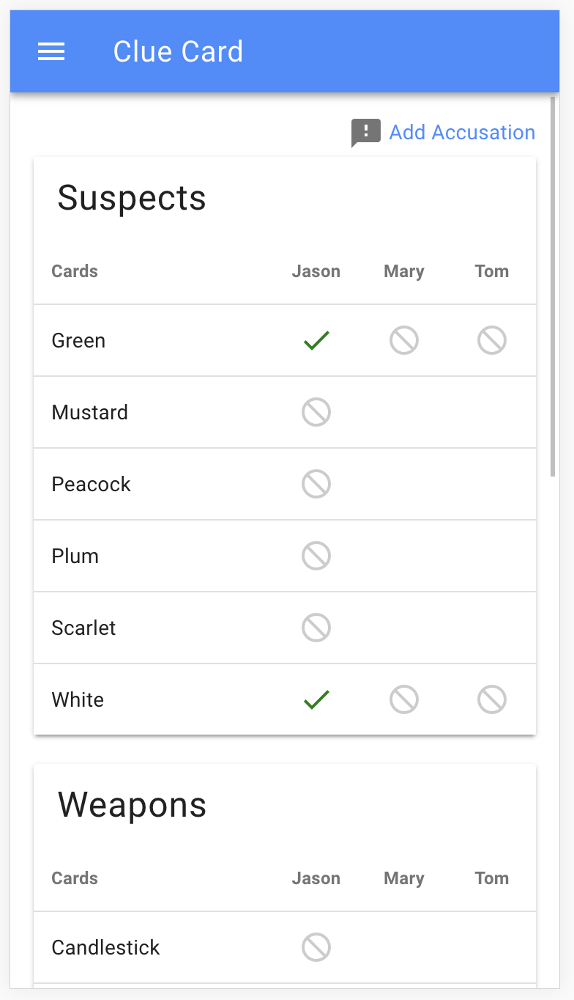 Clue Card
Add Accusation
Suspects
Cards Jason Mary Tom
Green
Mustard
Peacock
Plum
Scarlet
White
Weapons
Cards Jason Mary Tom
Candlestick